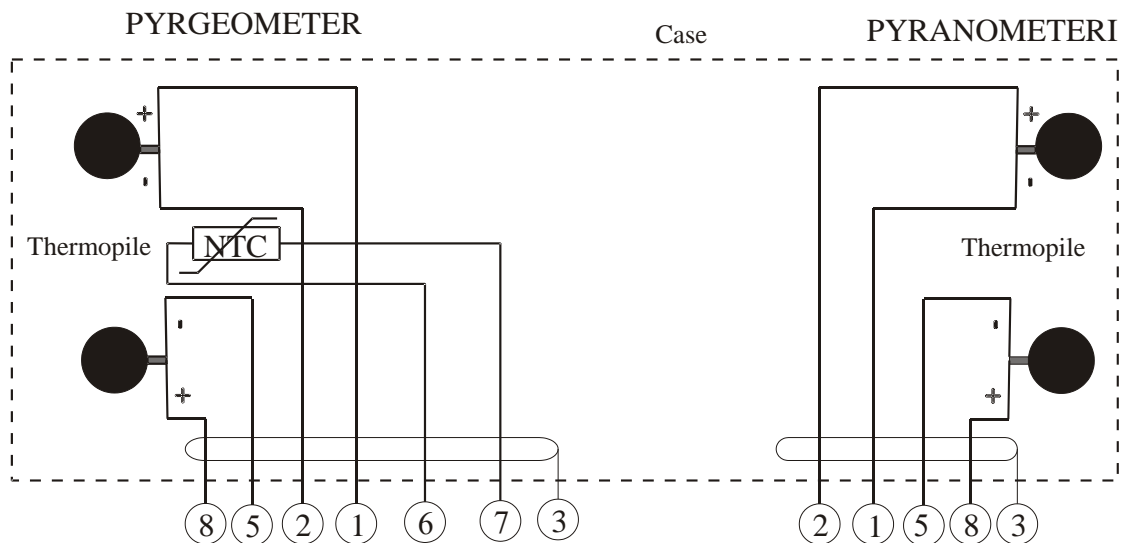 PYRGEOMETER
Case
PYRANOMETERI
+
-
+
-
Thermopile
NTC
Thermopile
-
+
-
+
8 5 2 1 6 7 3
2 1 5 8 3